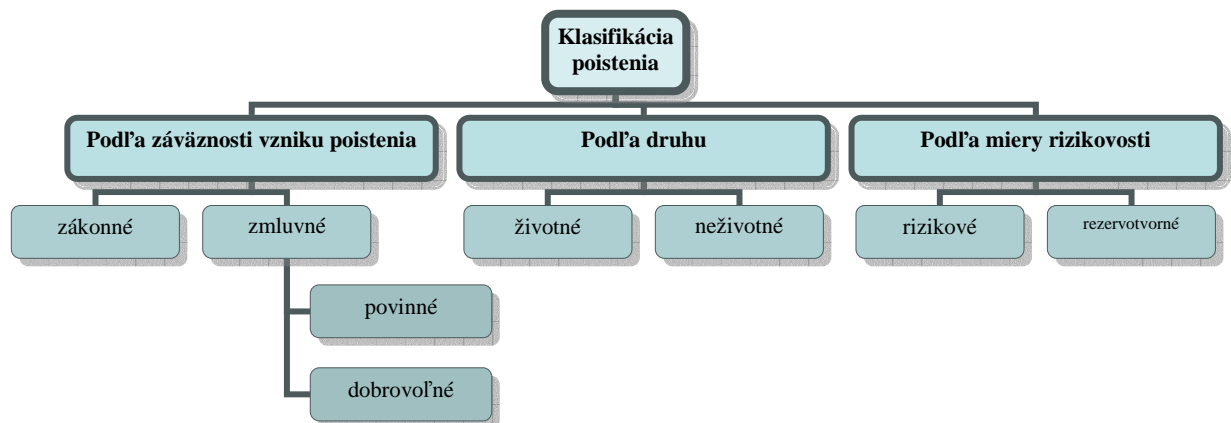 Klasifikácia
poistenia
Podľa záväznosti vzniku poistenia
Podľa druhu
Podľa miery rizikovosti
zákonné
zmluvné
životné
neživotné
rizikové
rezervotvorné
povinné
dobrovoľné